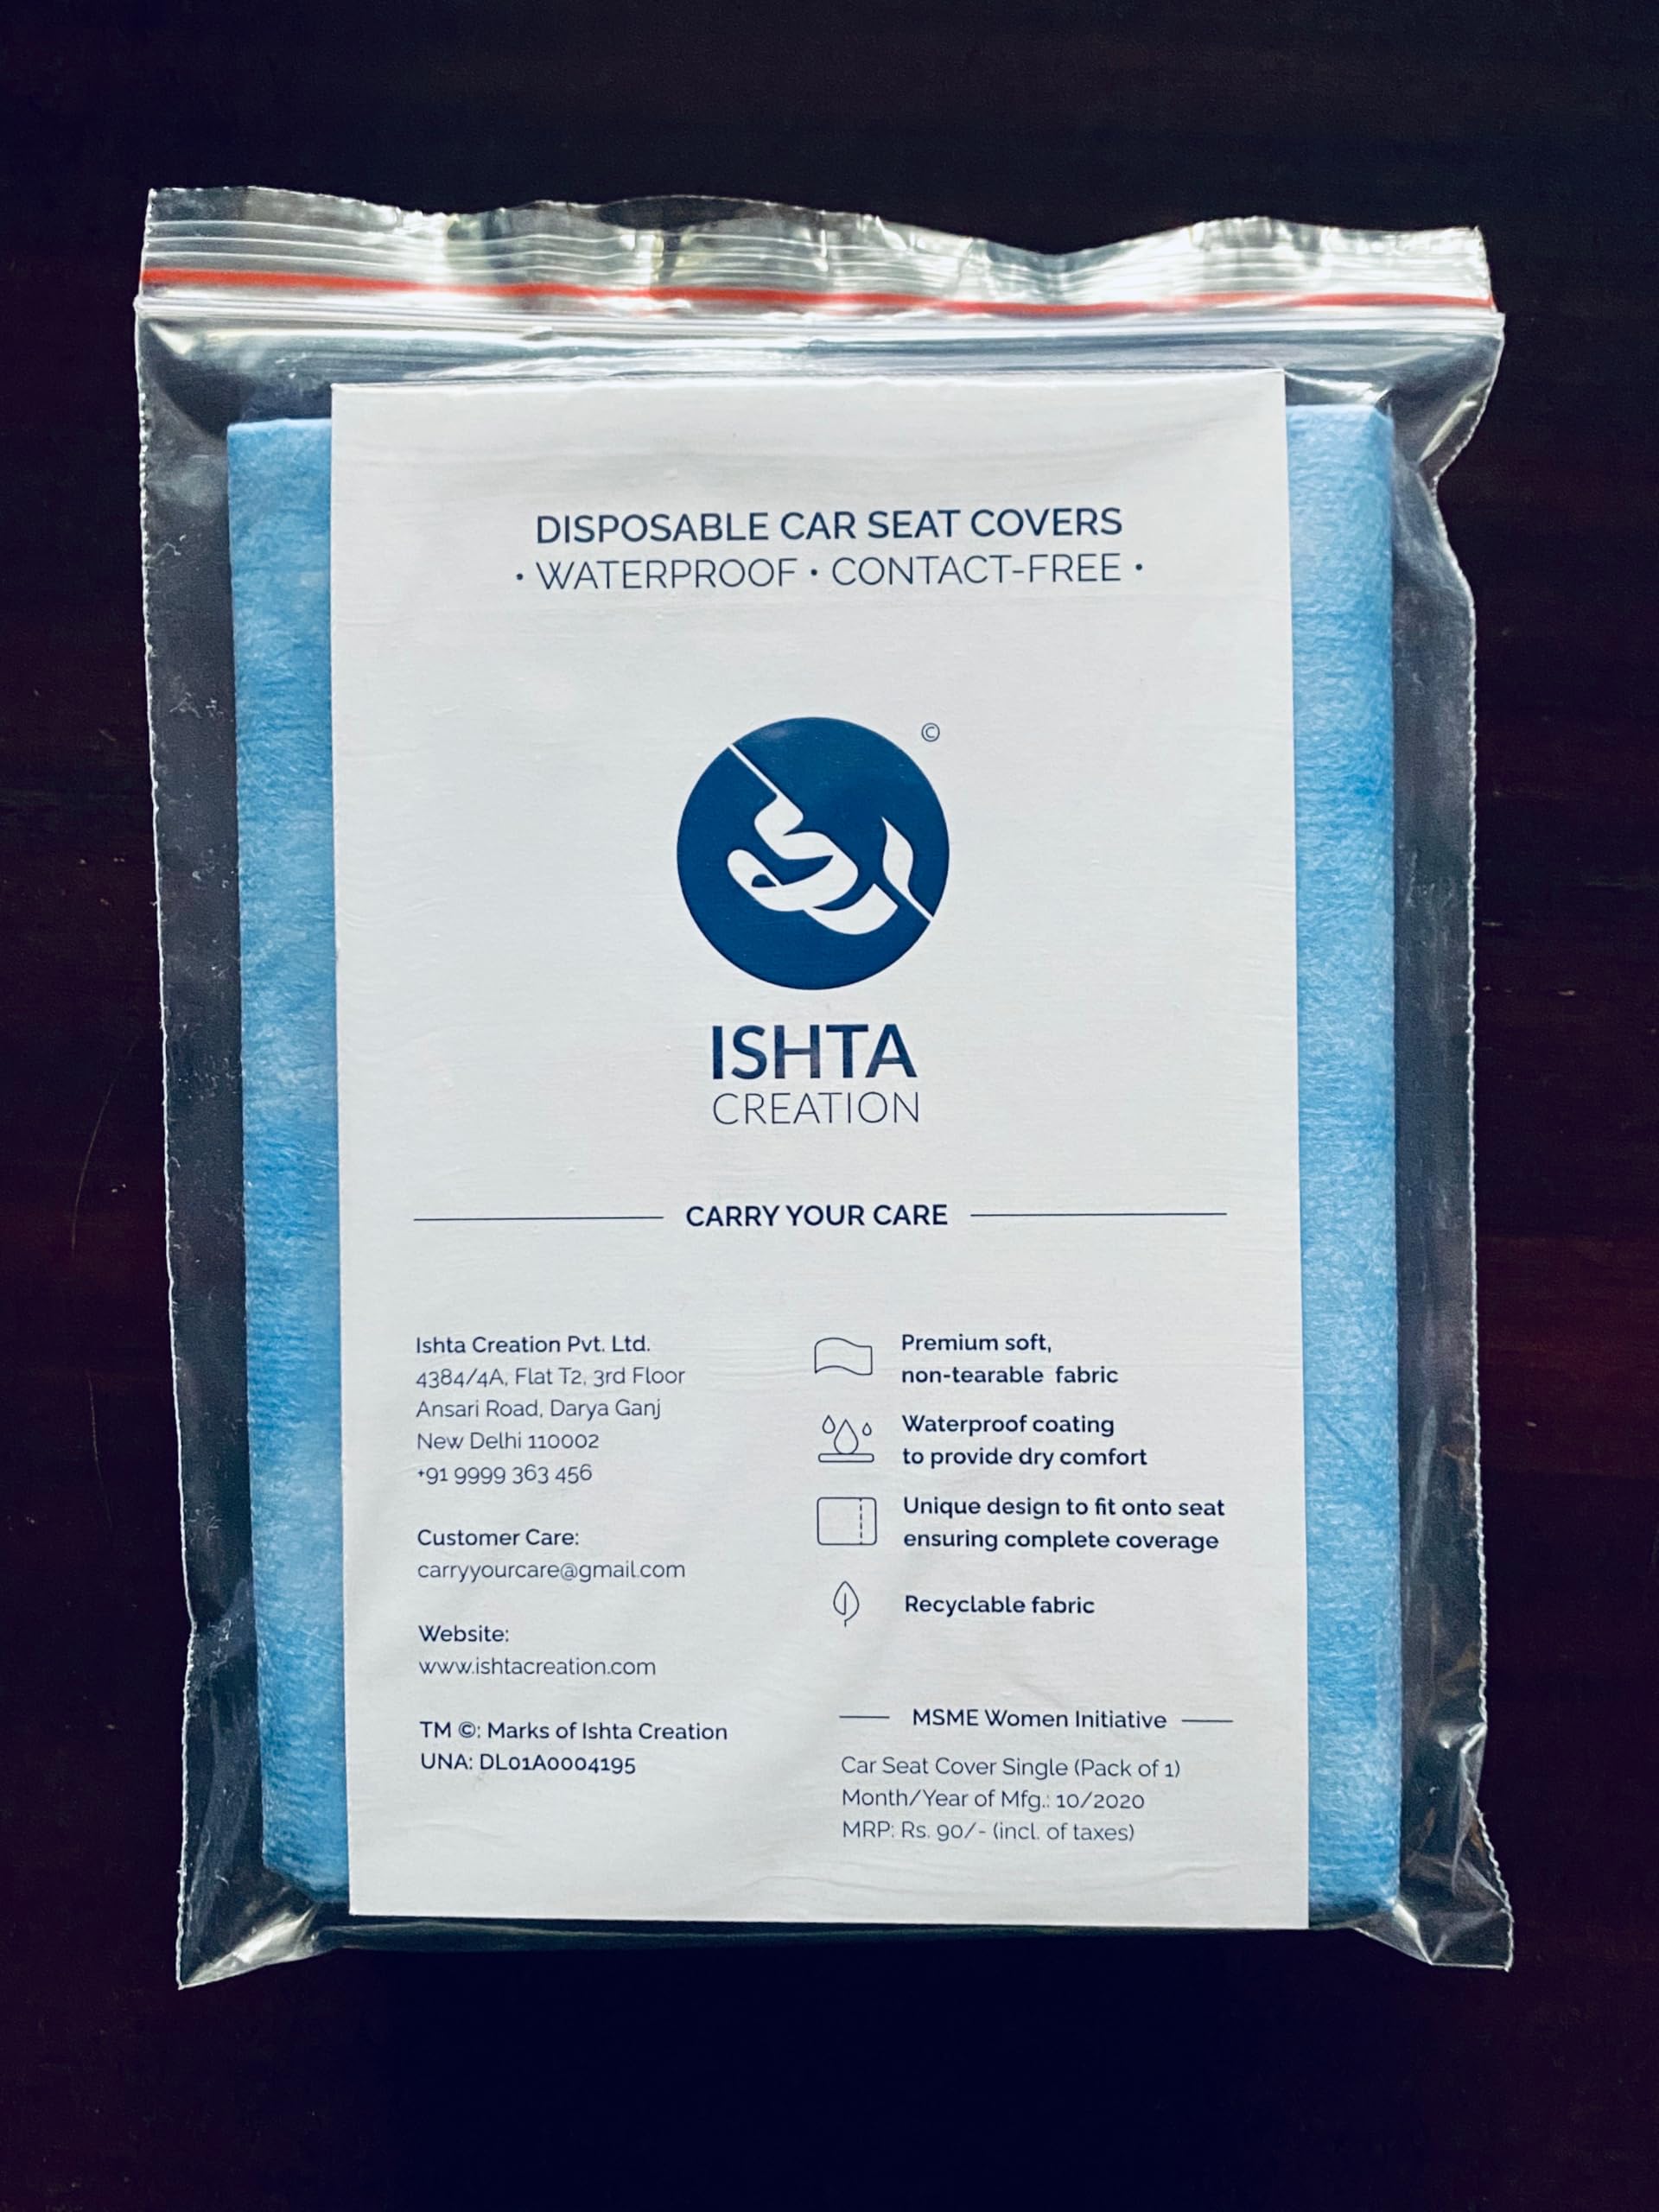 DISPOSABLE CAR SEAT COVERS
• WATERPROOF • CONTACT-FREE •
©
ISHTA
CREATION
CARRY YOUR CARE
Ishta Creation Pvt. Ltd.
4384/4A, Flat T2, 3rd Floor
Ansari Road, Darya Ganj
New Delhi 110002
+91 9999 363 456
Customer Care:
carryyourcare@gmail.com
Website:
www.ishtacreation.com
TM ©: Marks of Ishta Creation
UNA: DL01A0004195
Premium soft,
non-tearable fabric
Waterproof coating
to provide dry comfort
Unique design to fit onto seat
ensuring complete coverage
Recyclable fabric
MSME Women Initiative
Car Seat Cover Single (Pack of 1)
Month/Year of Mfg.: 10/2020
MRP: Rs. 90/- (incl. of taxes)